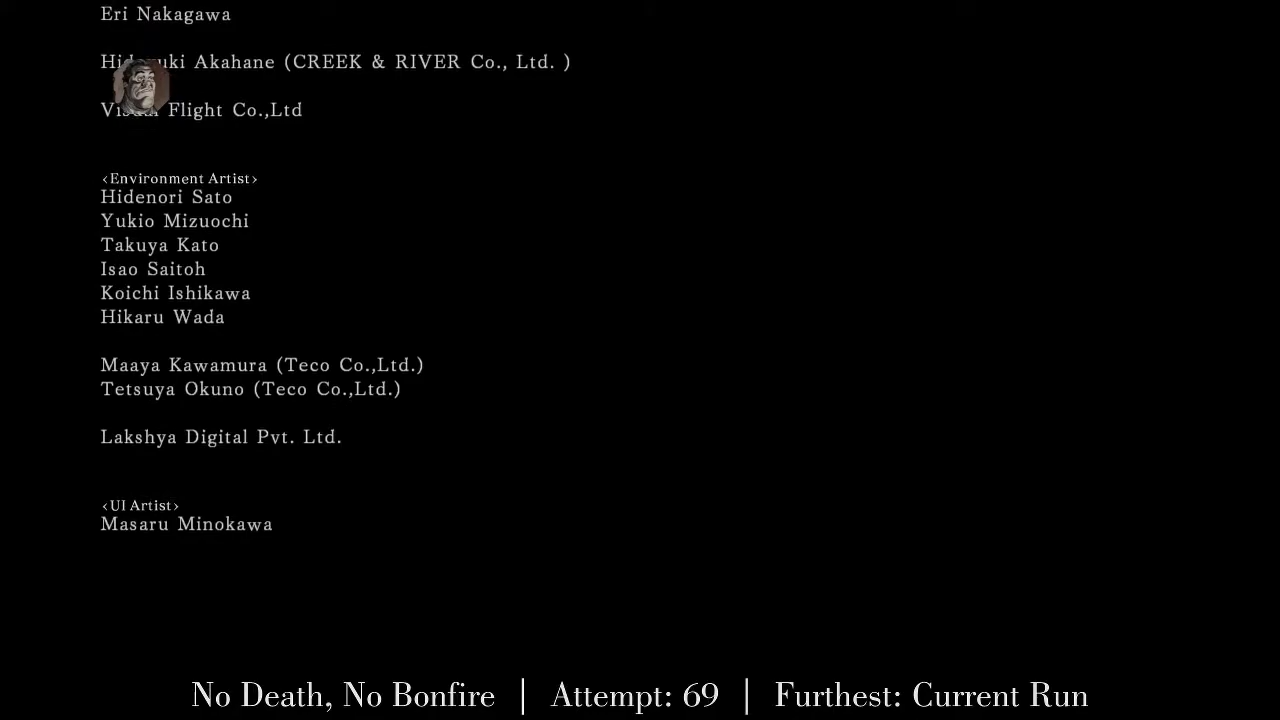 Eri Nakagawa
Akahane (CREEK & RIVER Co., Ltd. )
Flight Co.,Ltd
<Environment Artist>
Hidenori Sato
Yukio Mizuochi
Takuya Kato
Isao Saitoh
Koichi Ishikawa
Hikaru Wada
Maaya Kawamura (Teco Co.,Ltd.)
Tetsuya Okuno (Teco Co.,Ltd.)
Lakshya Digital Pvt. Ltd.
<UI Artist>
Masaru Minokawa
No Death, No Bonfire | Attempt: 69 | Furthest: Current Run